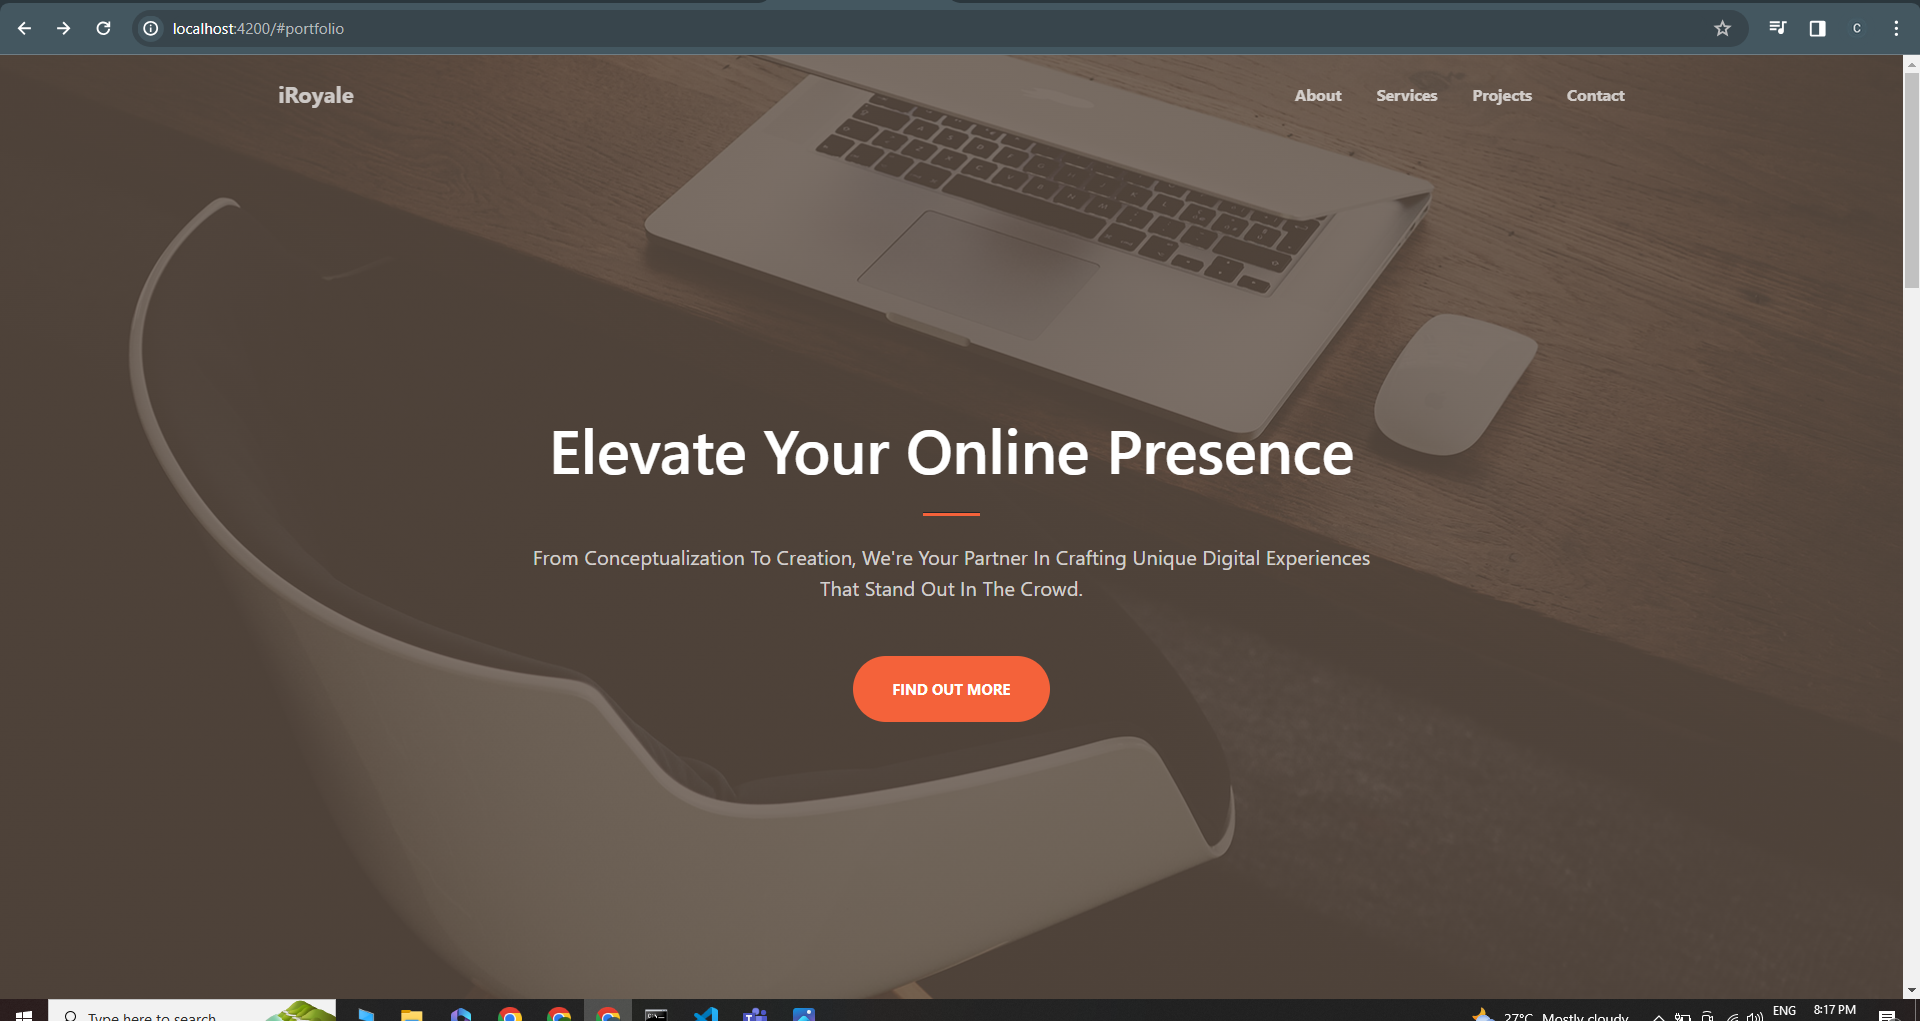 localhost:4200/#portfolio
C
iRoyale
About Services Projects Contact
Elevate Your Online Presence
From Conceptualization To Creation, We're Your Partner In Crafting Unique Digital Experiences
That Stand Out In The Crowd.
FIND OUT MORE
Type here to search
27°C Mostly cloudy ENG 8:17 PM